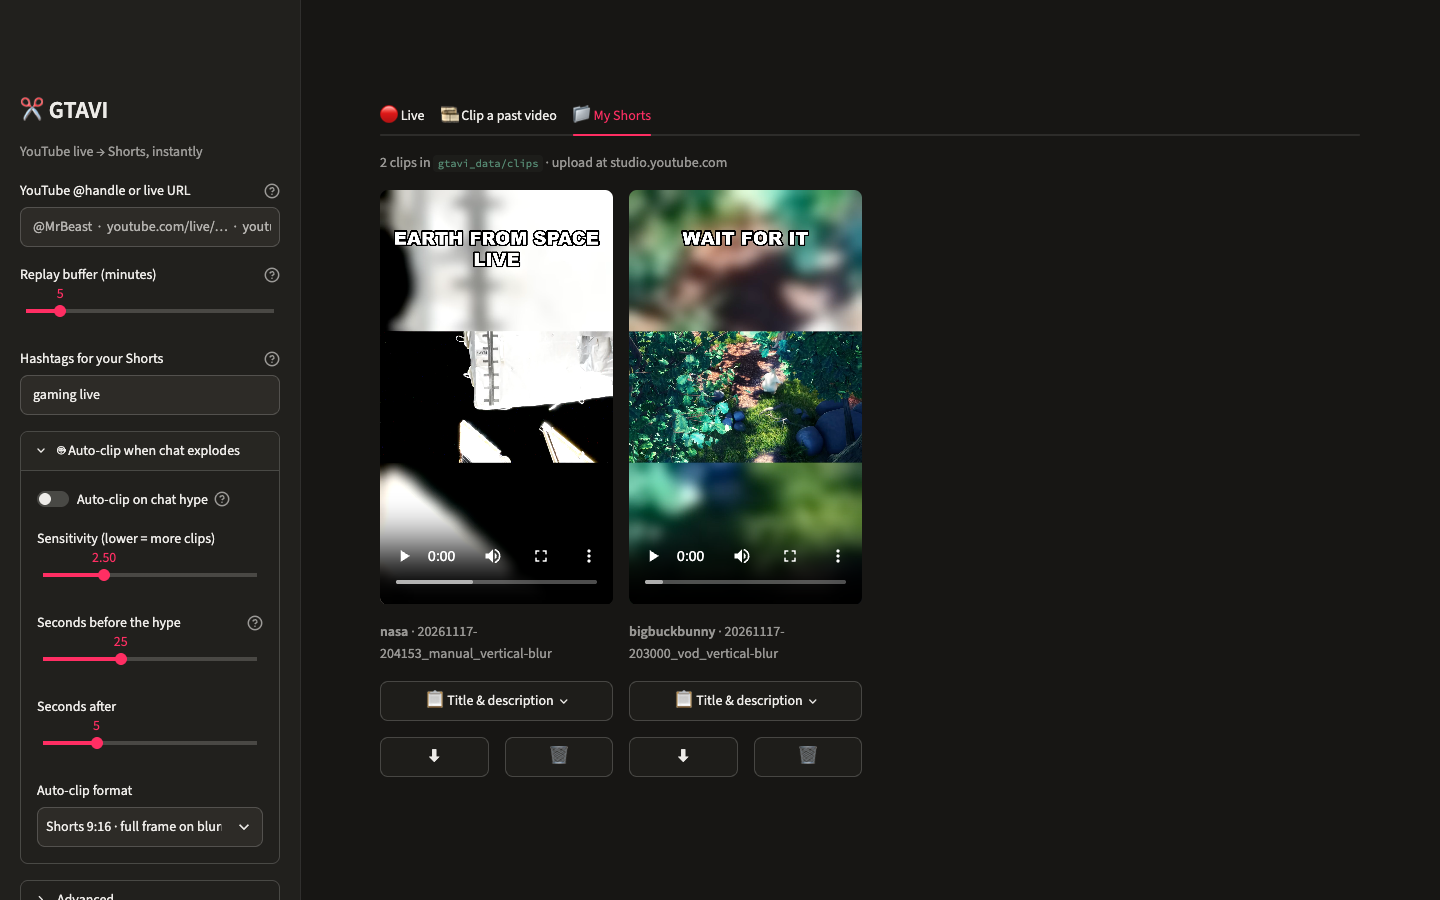 GTAVI
YouTube live → Shorts, instantly
YouTube @handle or live URL
@MrBeast · youtube.com/live/… · yout
Replay buffer (minutes)
5
Hashtags for your Shorts
gaming live
Auto-clip when chat explodes
Auto-clip on chat hype
Sensitivity (lower = more clips)
2.50
Seconds before the hype
25
Seconds after
5
Auto-clip format
Shorts 9:16 · full frame on blur
Advanced
Live
Clip a past video
My Shorts
2 clips in gtavi_data/clips · upload at studio.youtube.com
EARTH FROM SPACE
LIVE
0:00
nasa · 20261117-
204153_manual_vertical-blur
Title & description
WAIT FOR IT
0:00
bigbuckbunny · 20261117-
203000_vod_vertical-blur
Title & description